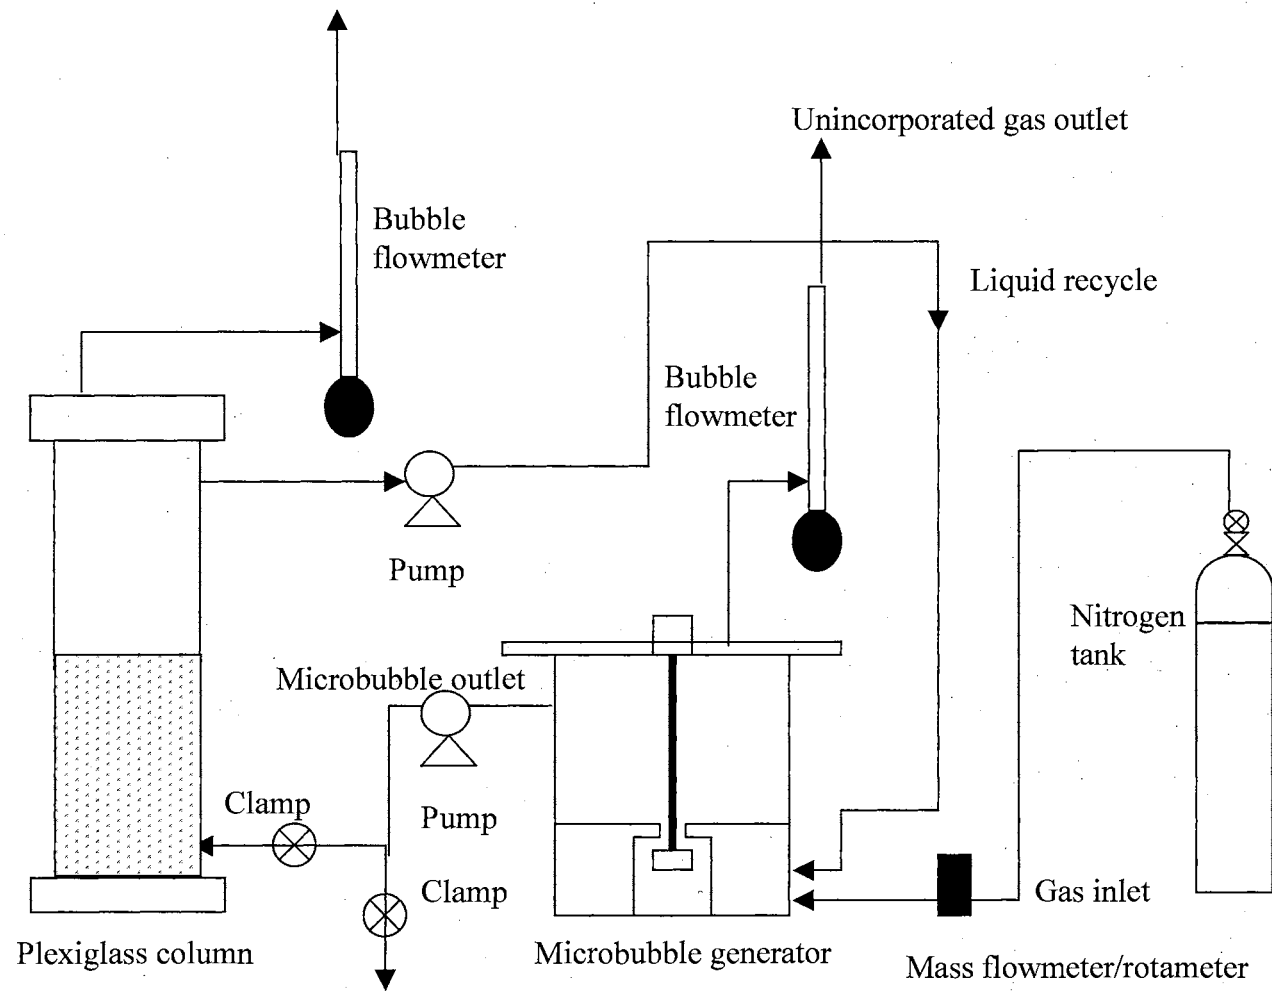 Unincorporated gas outlet
Bubble
flowmeter
Liquid recycle
Bubble
flowmeter
Pump
Nitrogen
tank
Microbubble outlet
Clamp
Pump
Clamp
Gas inlet
Plexiglass column
Microbubble generator
Mass flowmeter/rotameter